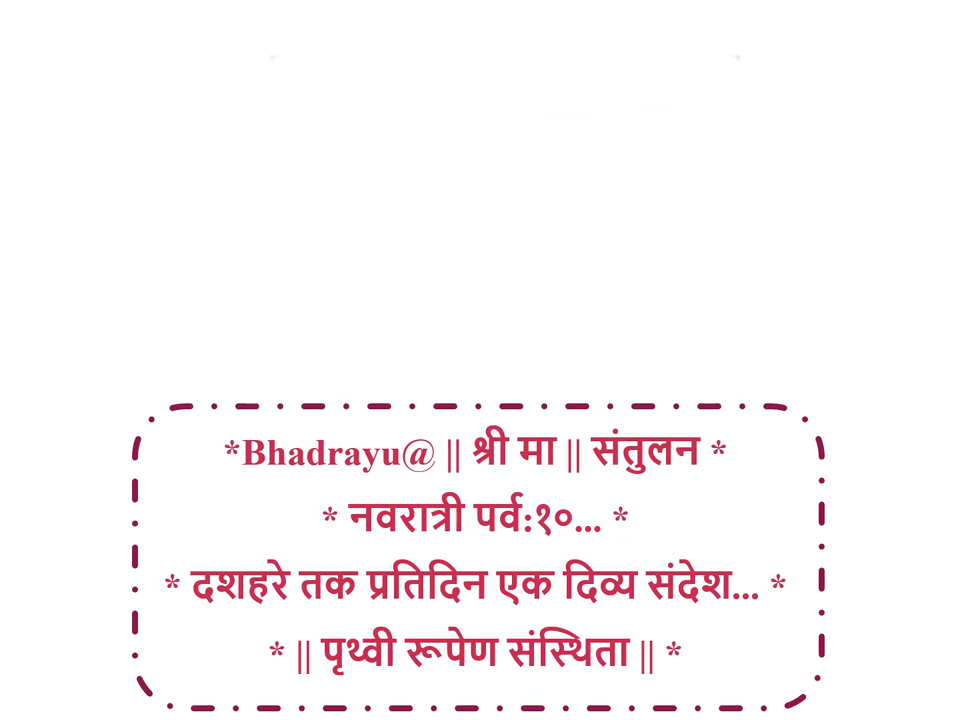 *Bhadrayu@ || श्री मा || संतुलन *
* नवरात्री पर्व:१०... *
* दशहरे तक प्रतिदिन एक दिव्य संदेश... *
* || पृथ्वी रूपेण संस्थिता || *